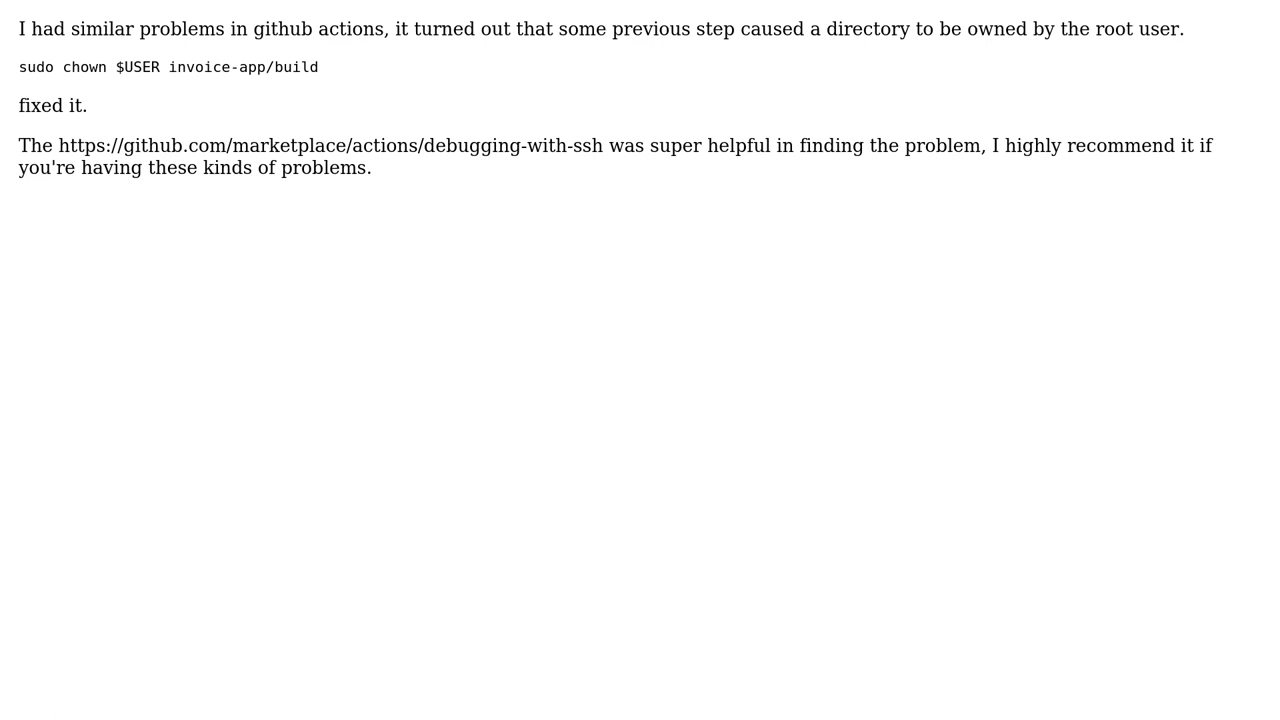 I had similar problems in github actions, it turned out that some previous step caused a directory to be owned by the root user.
sudo chown $USER invoice-app/build
fixed it.
The https://github.com/marketplace/actions/debugging-with-ssh was super helpful in finding the problem, I highly recommend it if
you're having these kinds of problems.